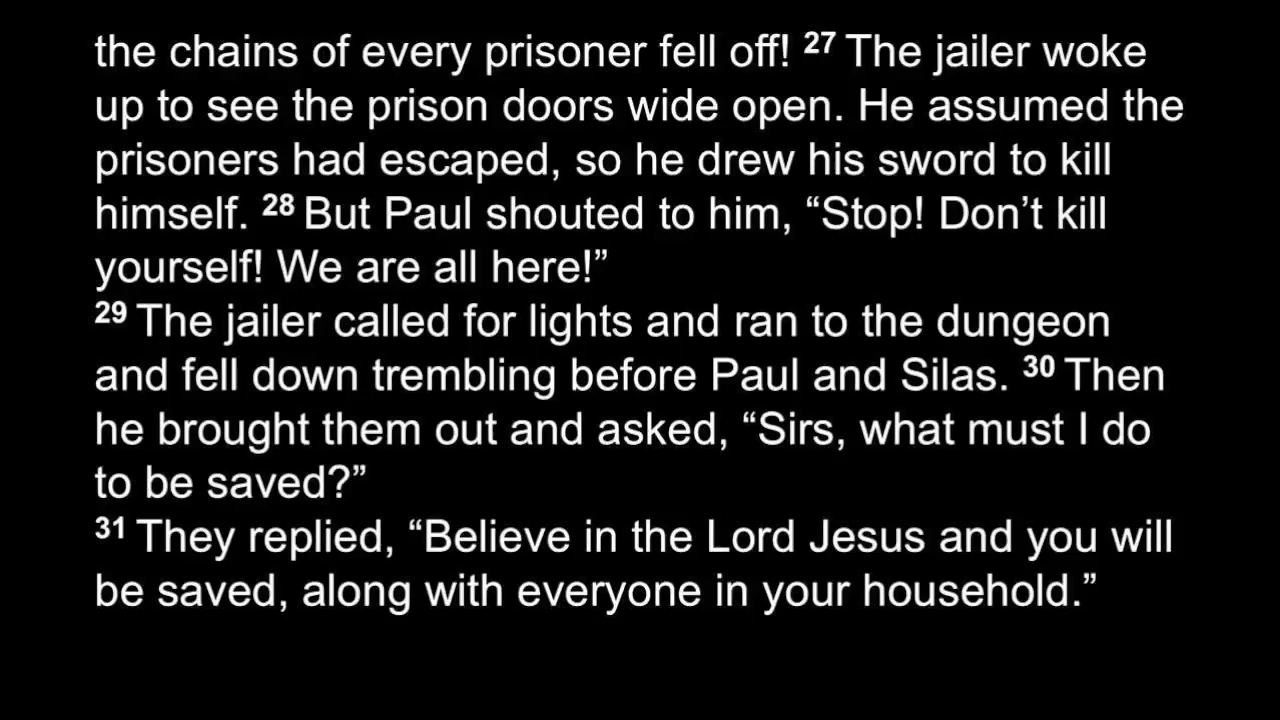 the chains of every prisoner fell off! 27 The jailer woke
up to see the prison doors wide open. He assumed the
prisoners had escaped, so he drew his sword to kill
himself. 28 But Paul shouted to him, “Stop! Don’t kill
yourself! We are all here!”
29 The jailer called for lights and ran to the dungeon
and fell down trembling before Paul and Silas. 30 Then
he brought them out and asked, “Sirs, what must I do
to be saved?”
31 They replied, “Believe in the Lord Jesus and you will
be saved, along with everyone in your household.”